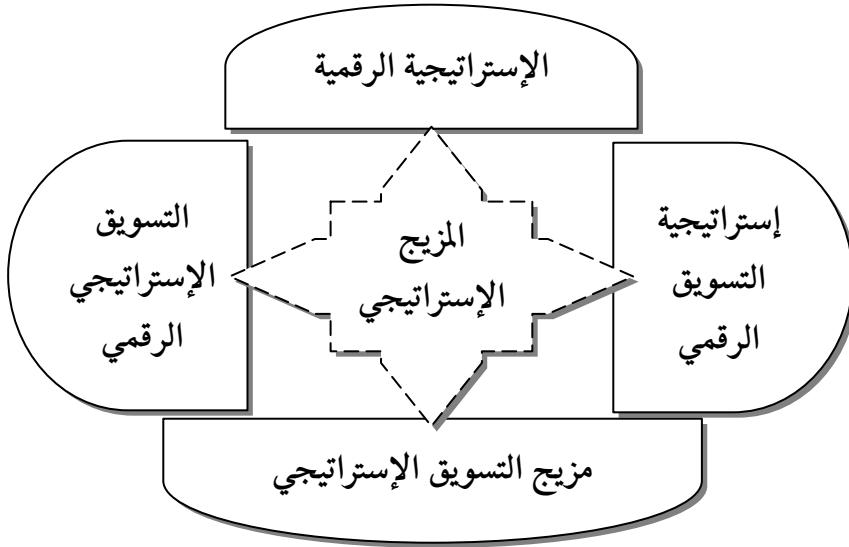 الإستراتيجية الرقمية
إستراتيجية
التسويق
الرقمي
المزيج
الإستراتيجي
التسويق
الإستراتيجي
الرقمي
مزيج التسويق الإستراتيجي